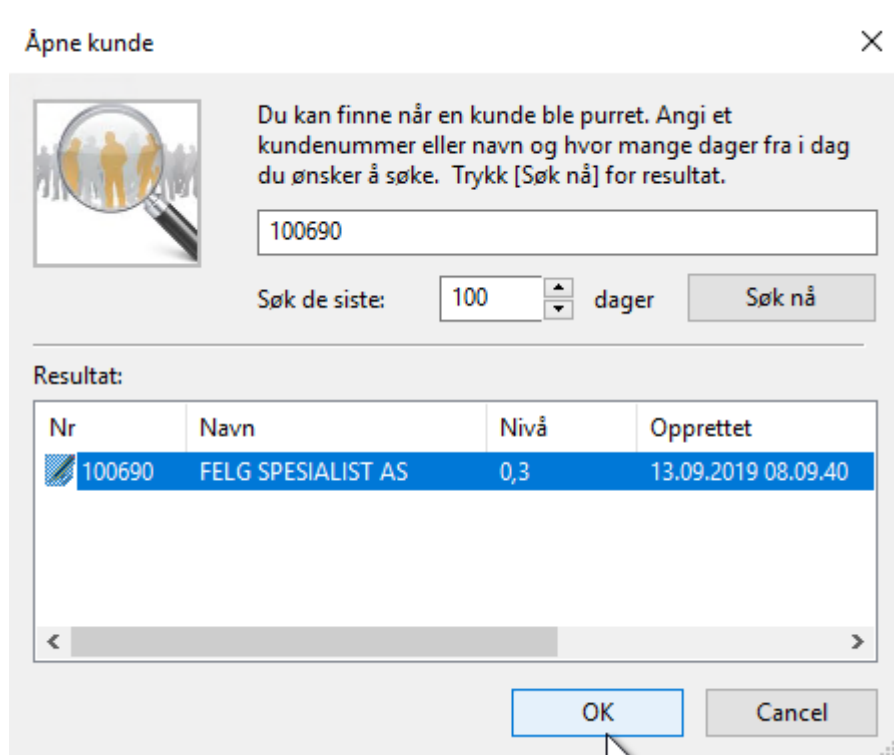 Åpne kunde
Du kan finne når en kunde ble purret. Angi et
kundenummer eller navn og hvor mange dager fra i dag
du ønsker å søke.  Trykk [Søk nå] for resultat.
100690
Søk de siste: 100 dager Søk nå
Resultat:
Nr Navn Nivå Opprettet
100690 FELG SPESIALIST AS 0,3 13.09.2019 08.09.40
OK Cancel